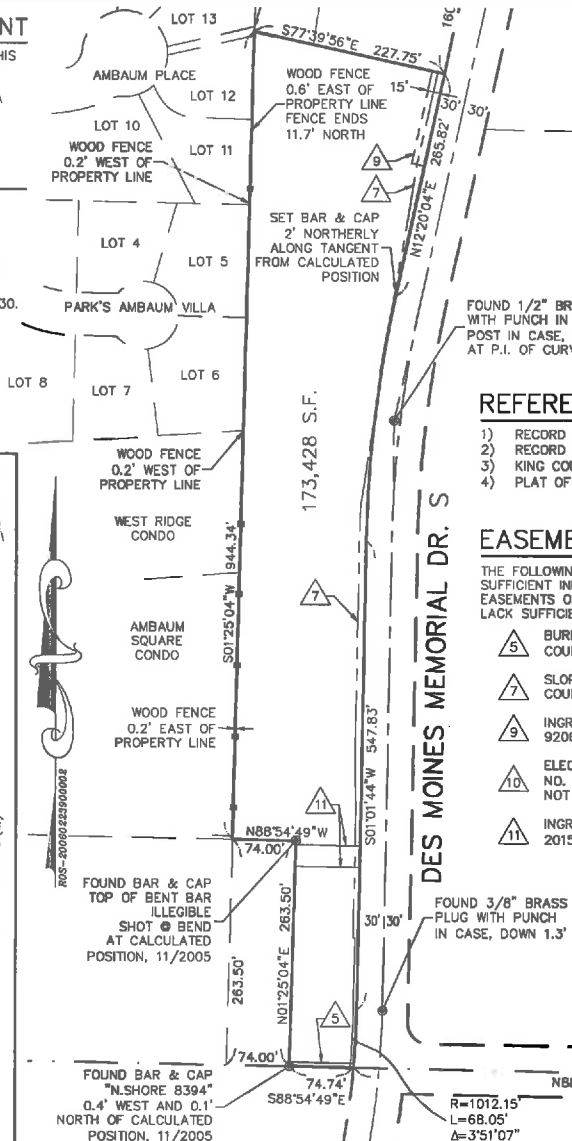 NT
HIS
LOT 13
S77°39'56"E
227.75'
AMBAUM PLACE
LOT 12
WOOD FENCE
0.6' EAST OF
PROPERTY LINE
FENCE ENDS
11.7' NORTH
15'
30'
30'
LOT 10
LOT 11
WOOD FENCE
0.2' WEST OF
PROPERTY LINE
9
7
265.82'
N12°20'04"E
SET BAR & CAP
2' NORTHERLY
ALONG TANGENT
FROM CALCULATED
POSITION
LOT 4
LOT 5
30.
PARK'S AMBAUM VILLA
FOUND 1/2" BR
WITH PUNCH IN
POST IN CASE,
AT P.I. OF CURV
LOT 8
LOT 7
LOT 6
173,428 S.F.
REFERE
1) RECORD
2) RECORD
3) KING COU
4) PLAT OF
WOOD FENCE
0.2' WEST OF
PROPERTY LINE
WEST RIDGE
CONDO
944.34'
S01°25'04"W
AMBAUM
SQUARE
CONDO
7
DES MOINES MEMORIAL DR. S
EASEME
THE FOLLOWIN
SUFFICIENT IN
EASEMENTS O
LACK SUFFICIE
5 BURI
COU
7 SLOP
COU
9 INGR
9206
10 ELEC
NO.
NOT
11 INGR
2015
WOOD FENCE
0.2' EAST OF
PROPERTY LINE
547.83'
S01°01'44"W
ROS-20080223900002
11
N88°54'49"W
74.00'
FOUND BAR & CAP
TOP OF BENT BAR
ILLEGIBLE
SHOT @ BEND
AT CALCULATED
POSITION, 11/2005
263.50'
N01°25'04"E
263.50'
30'
30'
FOUND 3/8" BRASS
PLUG WITH PUNCH
IN CASE, DOWN 1.3'
5
74.00'
74.74'
S88°54'49"E
FOUND BAR & CAP
"N.SHORE 8394"
0.4' WEST AND 0.1'
NORTH OF CALCULATED
POSITION, 11/2005
N8
R=1012.15'
L=68.05'
Δ=3°51'07"